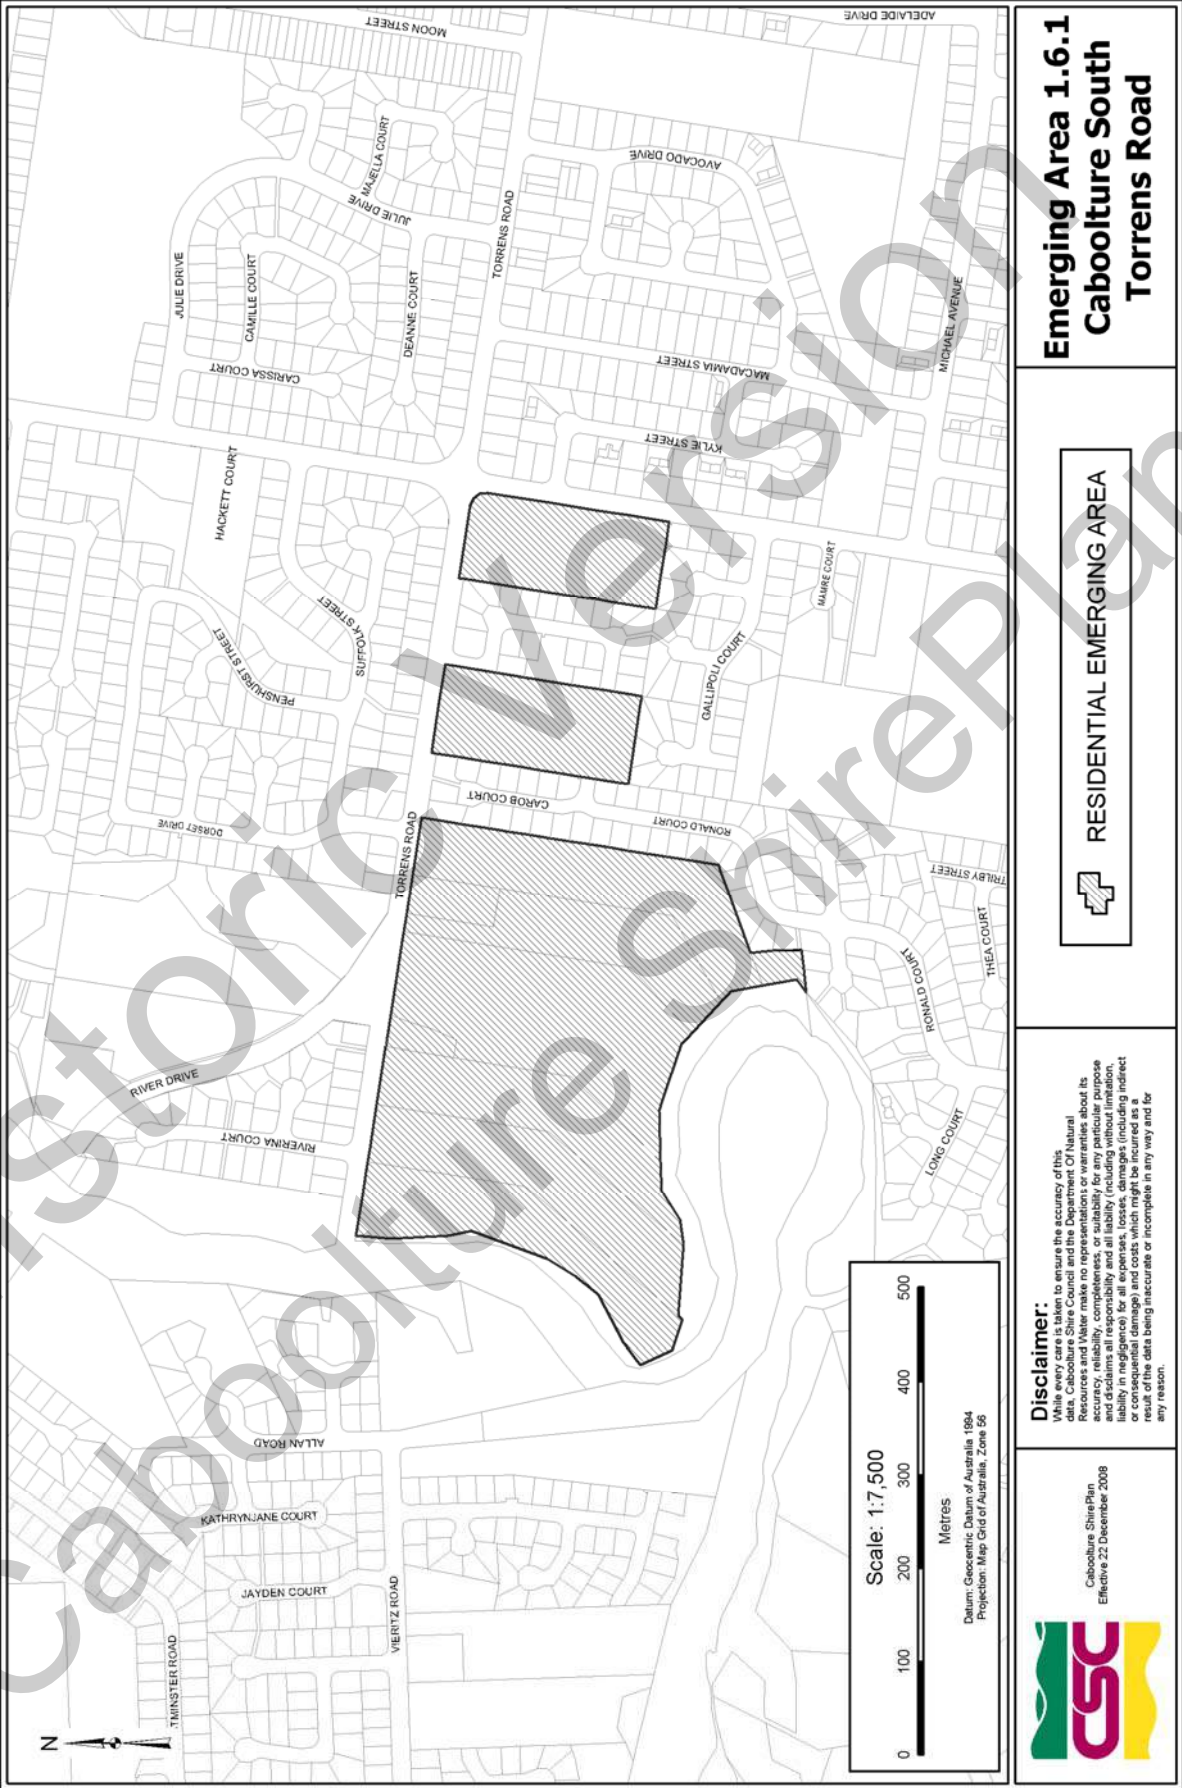 Emerging Area 1.6.1
Caboolture South
Torrens Road
RESIDENTIAL EMERGING AREA
Disclaimer:
While every care is taken to ensure the accuracy of this
data, Caboolture Shire Council and the Department Of Natural
Resources and Water make no representations or warranties about its
accuracy, reliability, completeness, or suitability for any particular purpose
and disclaims all responsibility and all liability (including without limitation,
liability in negligence) for all expenses, losses, damages (including indirect
or consequential damage) and costs which might be incurred as a
result of the data being inaccurate or incomplete in any way and for
any reason.
CSC
Caboolture ShirePlan
Effective 22 December 2008
Scale: 1:7,500
0 100 200 300 400 500
Metres
Datum: Geocentric Datum of Australia 1994
Projection: Map Grid of Australia, Zone 56
N
TMINSTER ROAD
JAYDEN COURT
KATHRYNJANE COURT
ALLAN ROAD
VIERITZ ROAD
RIVERINA COURT
RIVER DRIVE
DORSET DRIVE
TORRENS ROAD
PENSHURST STREET
SUFFOLK STREET
HACKETT COURT
CARISSA COURT
CAMILLE COURT
JULIE DRIVE
DEANNE COURT
JULIE DRIVE
MAJELLA COURT
MOON STREET
TORRENS ROAD
ADELAIDE DRIVE
AVOCADO DRIVE
MACADAMIA STREET
KYLIE STREET
MICHAEL AVENUE
MAMRE COURT
GALLIPOLI COURT
CAROB COURT
RONALD COURT
TRILBY STREET
THEA COURT
RONALD COURT
LONG COURT
Historic Version
Caboolture ShirePlan